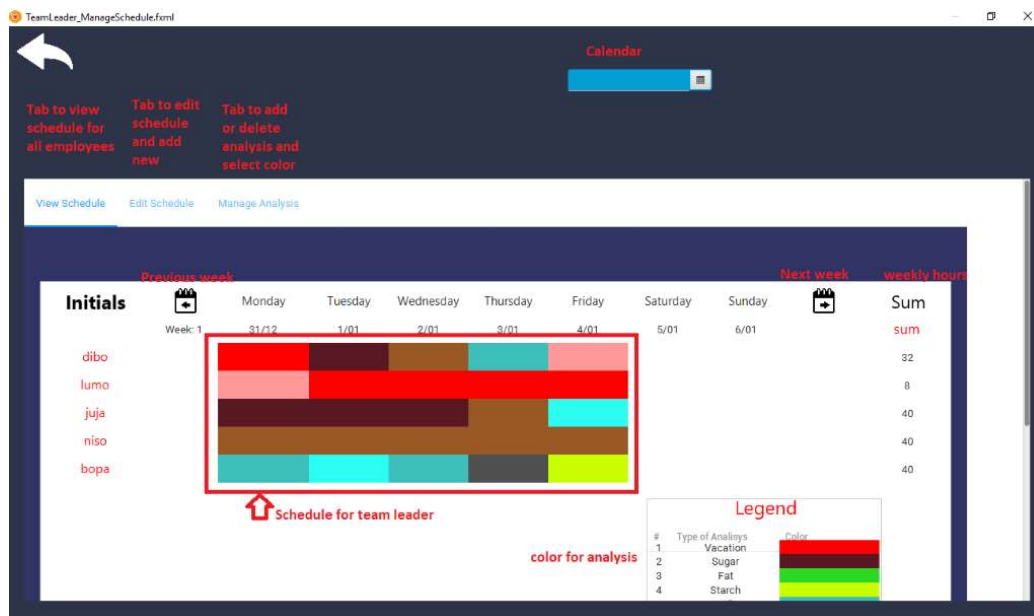 TeamLeader_ManageSchedule.fxml
Calendar
Tab to view
schedule for
all employees
Tab to edit
schedule
and add
new
Tab to add
or delete
analysis and
select color
View Schedule
Edit Schedule
Manage Analysis
Previous week
Next week
weekly hours
Initials Monday Tuesday Wednesday Thursday Friday Saturday Sunday Sum
Week: 1 31/12 1/01 2/01 3/01 4/01 5/01 6/01 sum
dibo 32
lumo 8
juja 40
niso 40
bopa 40
Schedule for team leader
Legend
color for analysis
# Type of Analinys Color
1 Vacation
2 Sugar
3 Fat
4 Starch